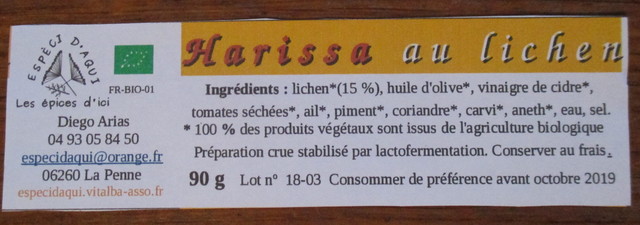 ESPÈCI D'AQUI
Les épices d'ici
FR-BIO-01
Diego Arias
04 93 05 84 50
especidaqui@orange.fr
06260 La Penne
especidaqui.vitalba-asso.fr
Harissa au lichen
Ingrédients : lichen*(15 %), huile d'olive*, vinaigre de cidre*,
tomates séchées*, ail*, piment*, coriandre*, carvi*, aneth*, eau, sel.
* 100 % des produits végétaux sont issus de l'agriculture biologique
Préparation crue stabilisé par lactofermentation. Conserver au frais.
90 g Lot n° 18-03 Consommer de préférence avant octobre 2019